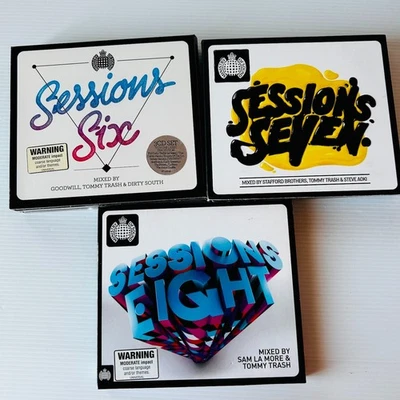 Sessions
Six
WARNING
MODERATE impact
coarse language
and/or themes
MIXED BY
GOODWILL, TOMMY TRASH & DIRTY SOUTH
SESSIONS
SEVEN
MIXED BY STAFFORD BROTHERS, TOMMY TRASH & STEVE AOKI
SESSIONS
EIGHT
WARNING
MODERATE impact
coarse language
and/or themes
MIXED BY
SAM LA MORE &
TOMMY TRASH